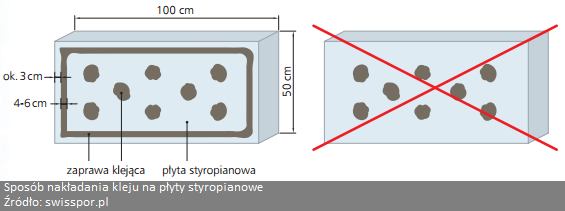 100 cm
ok. 3 cm
4÷6 cm
50 cm
zaprawa klejąca
płyta styropianowa
Sposób nakładania kleju na płyty styropianowe
Źródło: swisspor.pl